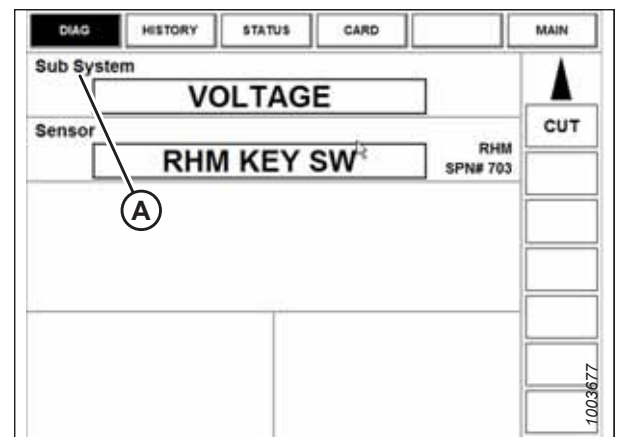 DIAG HISTORY STATUS CARD MAIN
Sub System
VOLTAGE
CUT
Sensor
RHM KEY SW
RHM
SPN# 703
A
1003677